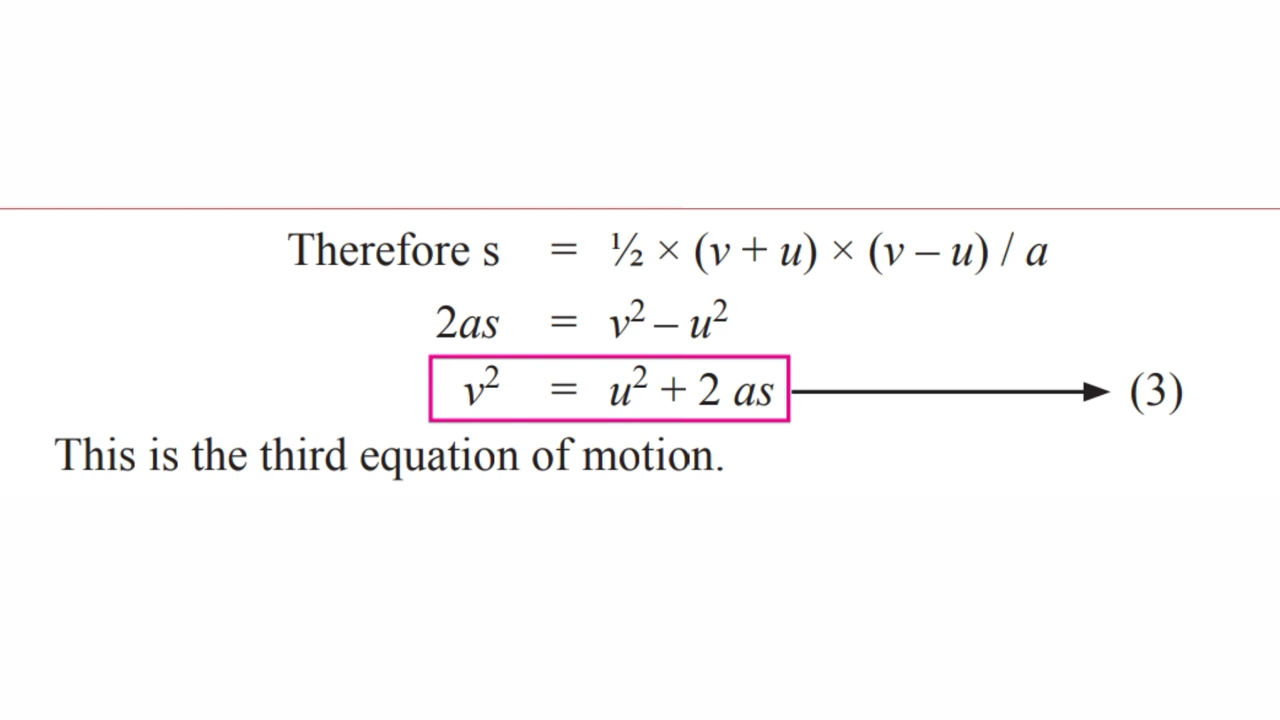 Therefore s = ½ × (v + u) × (v – u) / a
2as = v² – u²
v² = u² + 2 as (3)
This is the third equation of motion.